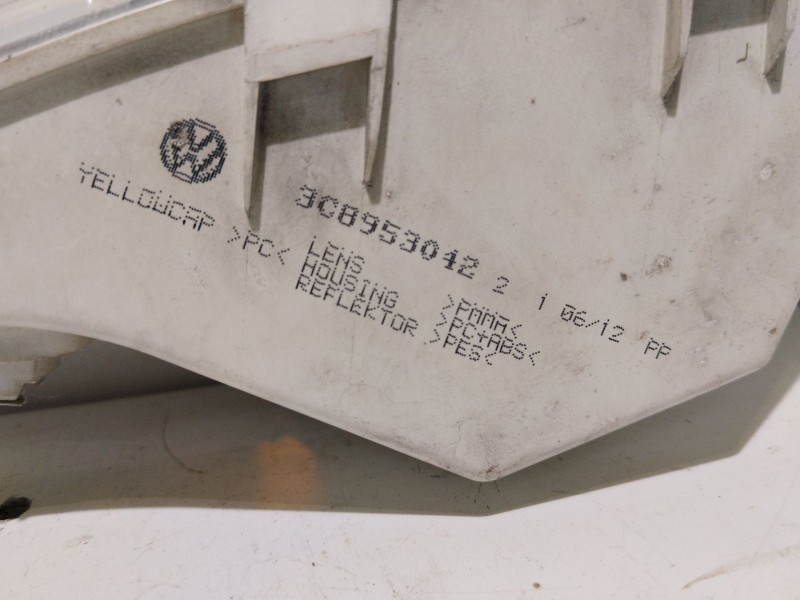 3C8953042 2 1 06/12 PP
YELLOWCAP >PC< LENS >PMMA<
HOUSING >PC+ABS<
REFLEKTOR >PES<